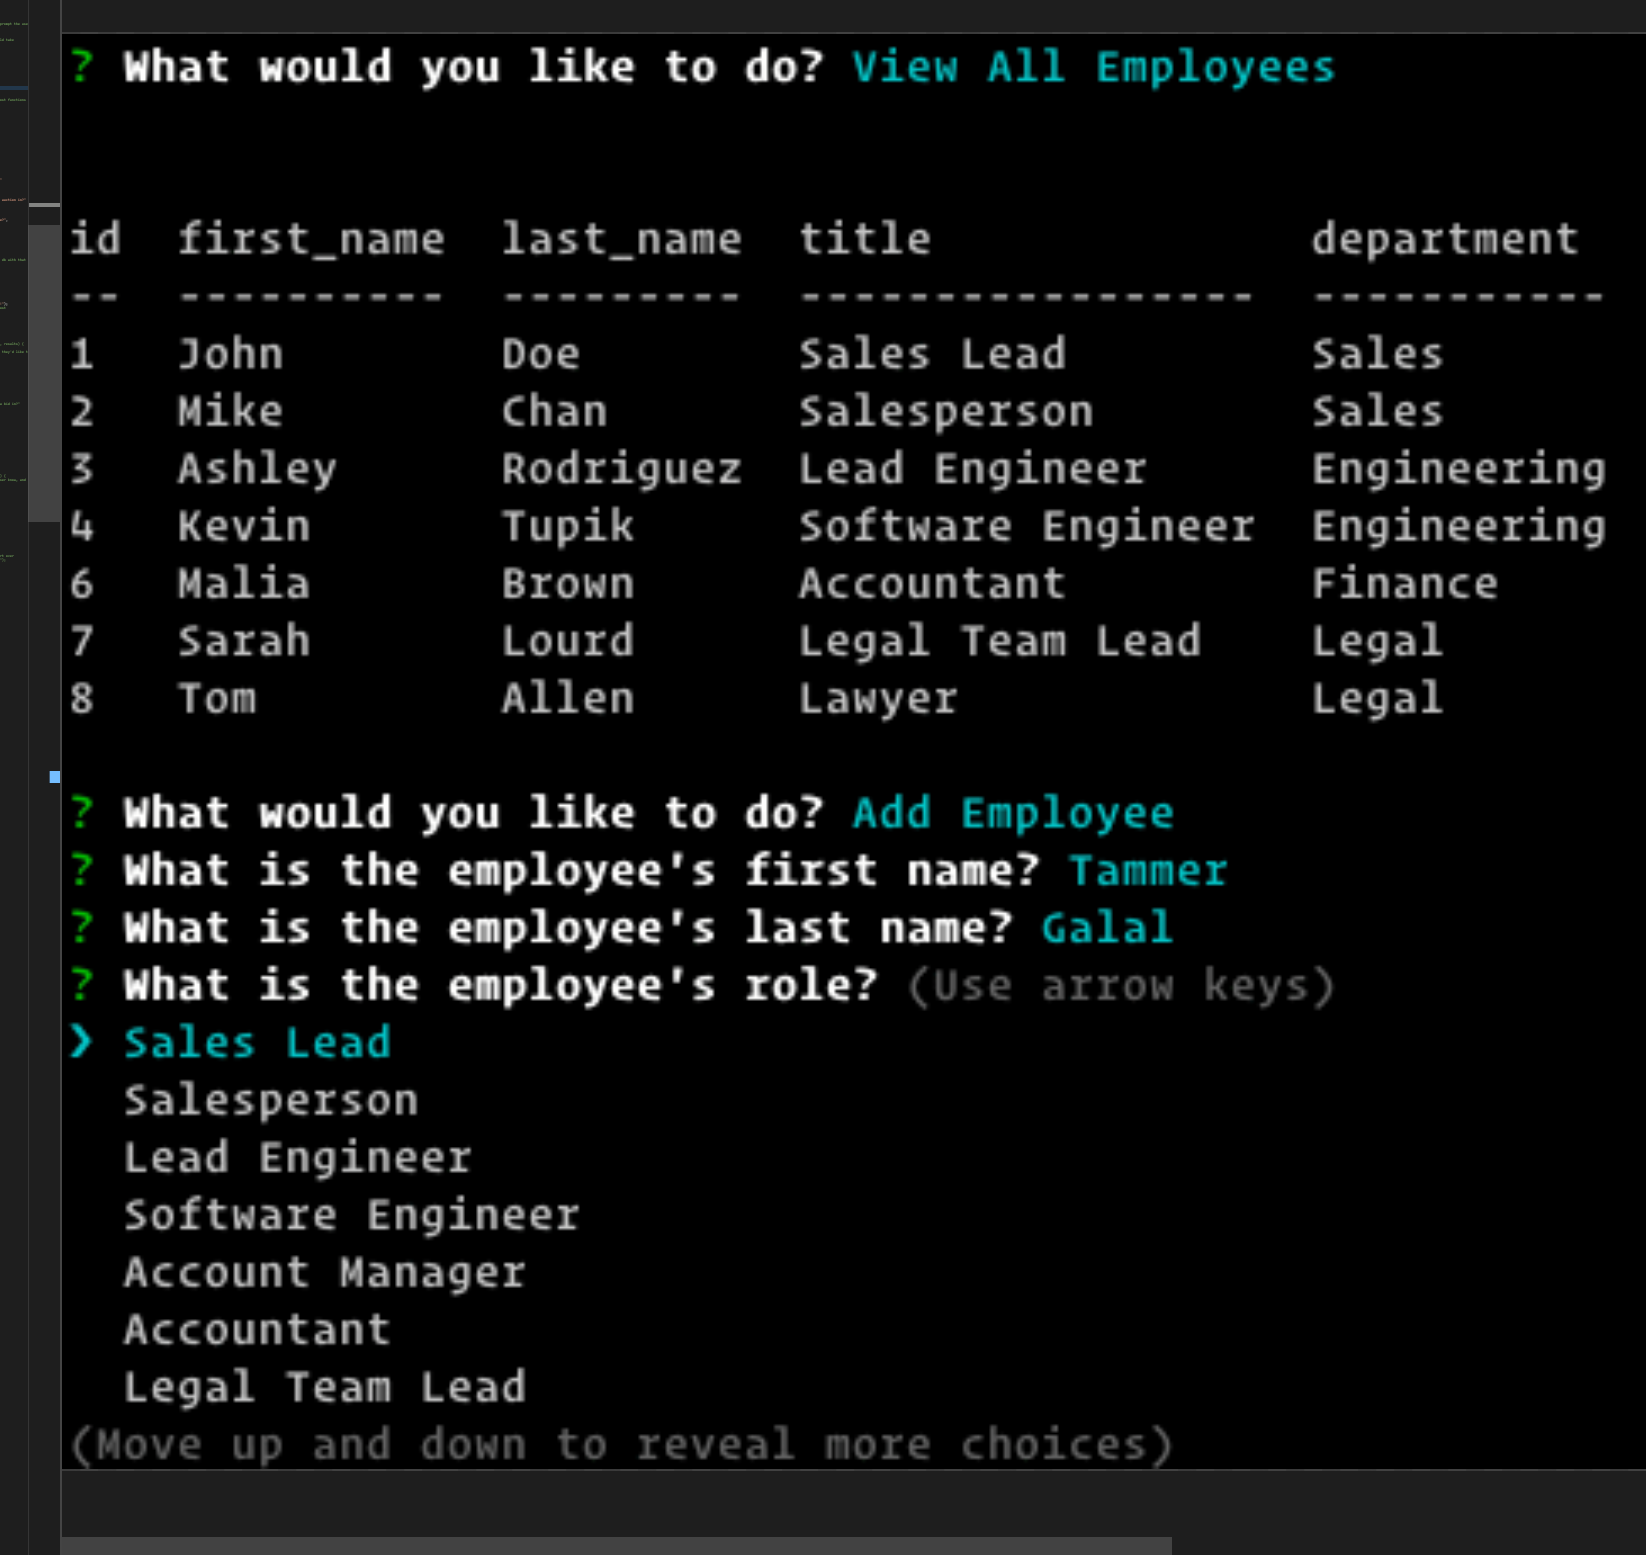 ? What would you like to do? View All Employees
id  first_name  last_name  title              department
--  ----------  ---------  -----------------  -----------
1   John        Doe        Sales Lead         Sales
2   Mike        Chan       Salesperson        Sales
3   Ashley      Rodriguez  Lead Engineer      Engineering
4   Kevin       Tupik      Software Engineer  Engineering
6   Malia       Brown      Accountant         Finance
7   Sarah       Lourd      Legal Team Lead    Legal
8   Tom         Allen      Lawyer             Legal
? What would you like to do? Add Employee
? What is the employee's first name? Tammer
? What is the employee's last name? Galal
? What is the employee's role? (Use arrow keys)
❯ Sales Lead
  Salesperson
  Lead Engineer
  Software Engineer
  Account Manager
  Accountant
  Legal Team Lead
(Move up and down to reveal more choices)